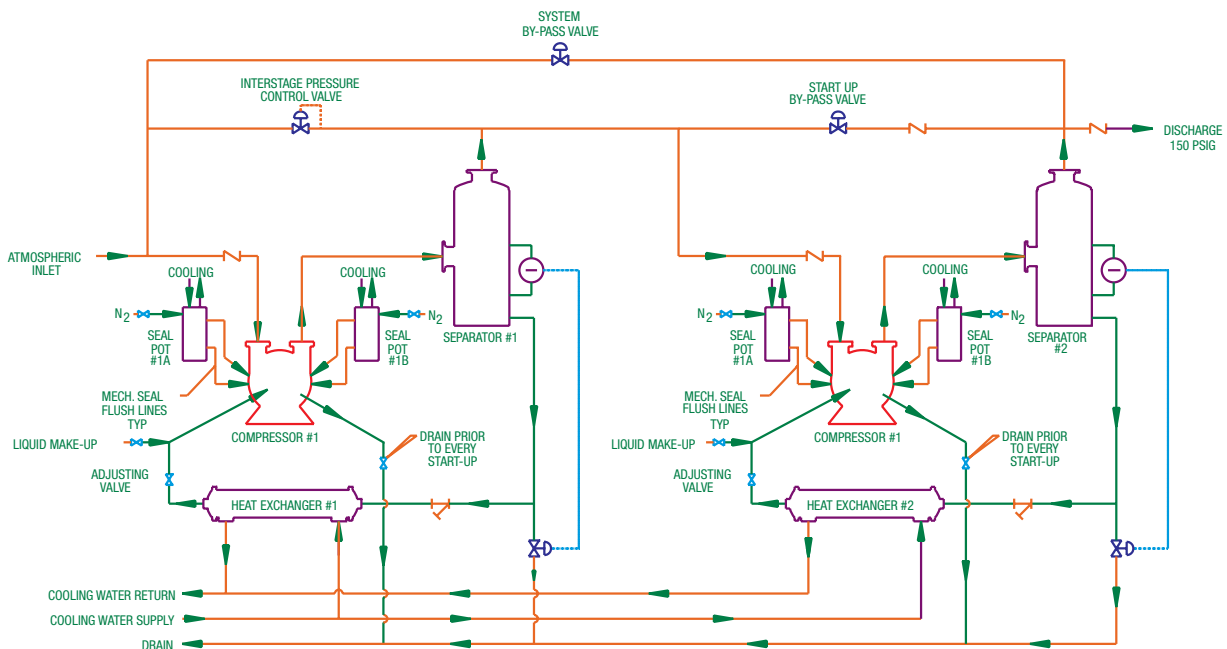 SYSTEM
BY-PASS VALVE
INTERSTAGE PRESSURE
CONTROL VALVE
START UP
BY-PASS VALVE
DISCHARGE
150 PSIG
ATMOSPHERIC
INLET
COOLING
COOLING
N2
N2
SEAL
POT
#1A
SEAL
POT
#1B
SEPARATOR #1
MECH. SEAL
FLUSH LINES
TYP
COMPRESSOR #1
LIQUID MAKE-UP
DRAIN PRIOR
TO EVERY
START-UP
ADJUSTING
VALVE
HEAT EXCHANGER #1
COOLING
COOLING
N2
N2
SEAL
POT
#1A
SEAL
POT
#1B
SEPARATOR
#2
MECH. SEAL
FLUSH LINES
TYP
COMPRESSOR #1
LIQUID MAKE-UP
DRAIN PRIOR
TO EVERY
START-UP
ADJUSTING
VALVE
HEAT EXCHANGER #2
COOLING WATER RETURN
COOLING WATER SUPPLY
DRAIN